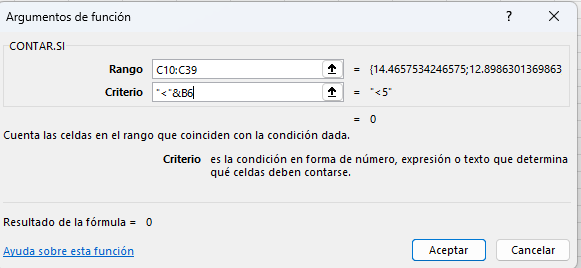 Argumentos de función ? ×
CONTAR.SI
Rango C10:C39 = {14.4657534246575;12.8986301369863
Criterio "<"&B6 = "<5"
= 0
Cuenta las celdas en el rango que coinciden con la condición dada.
Criterio es la condición en forma de número, expresión o texto que determina
qué celdas deben contarse.
Resultado de la fórmula = 0
Ayuda sobre esta función Aceptar Cancelar